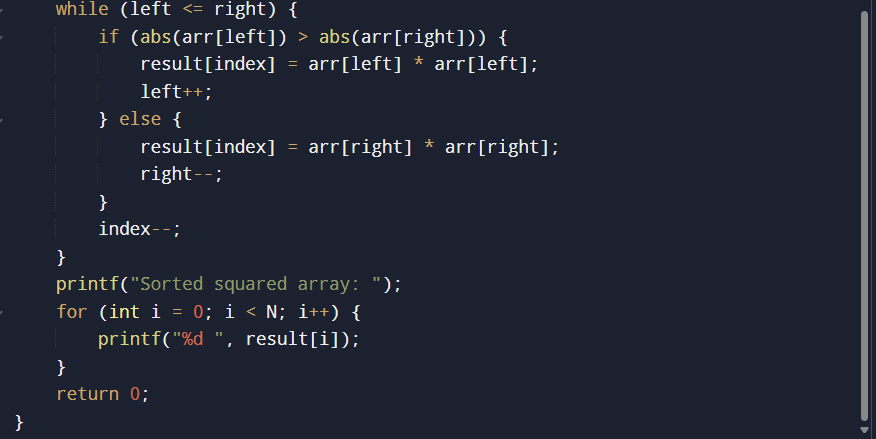 while (left <= right) {
if (abs(arr[left]) > abs(arr[right])) {
result[index] = arr[left] * arr[left];
left++;
} else {
result[index] = arr[right] * arr[right];
right--;
}
index--;
}
printf("Sorted squared array: ");
for (int i = 0; i < N; i++) {
printf("%d ", result[i]);
}
return 0;
}